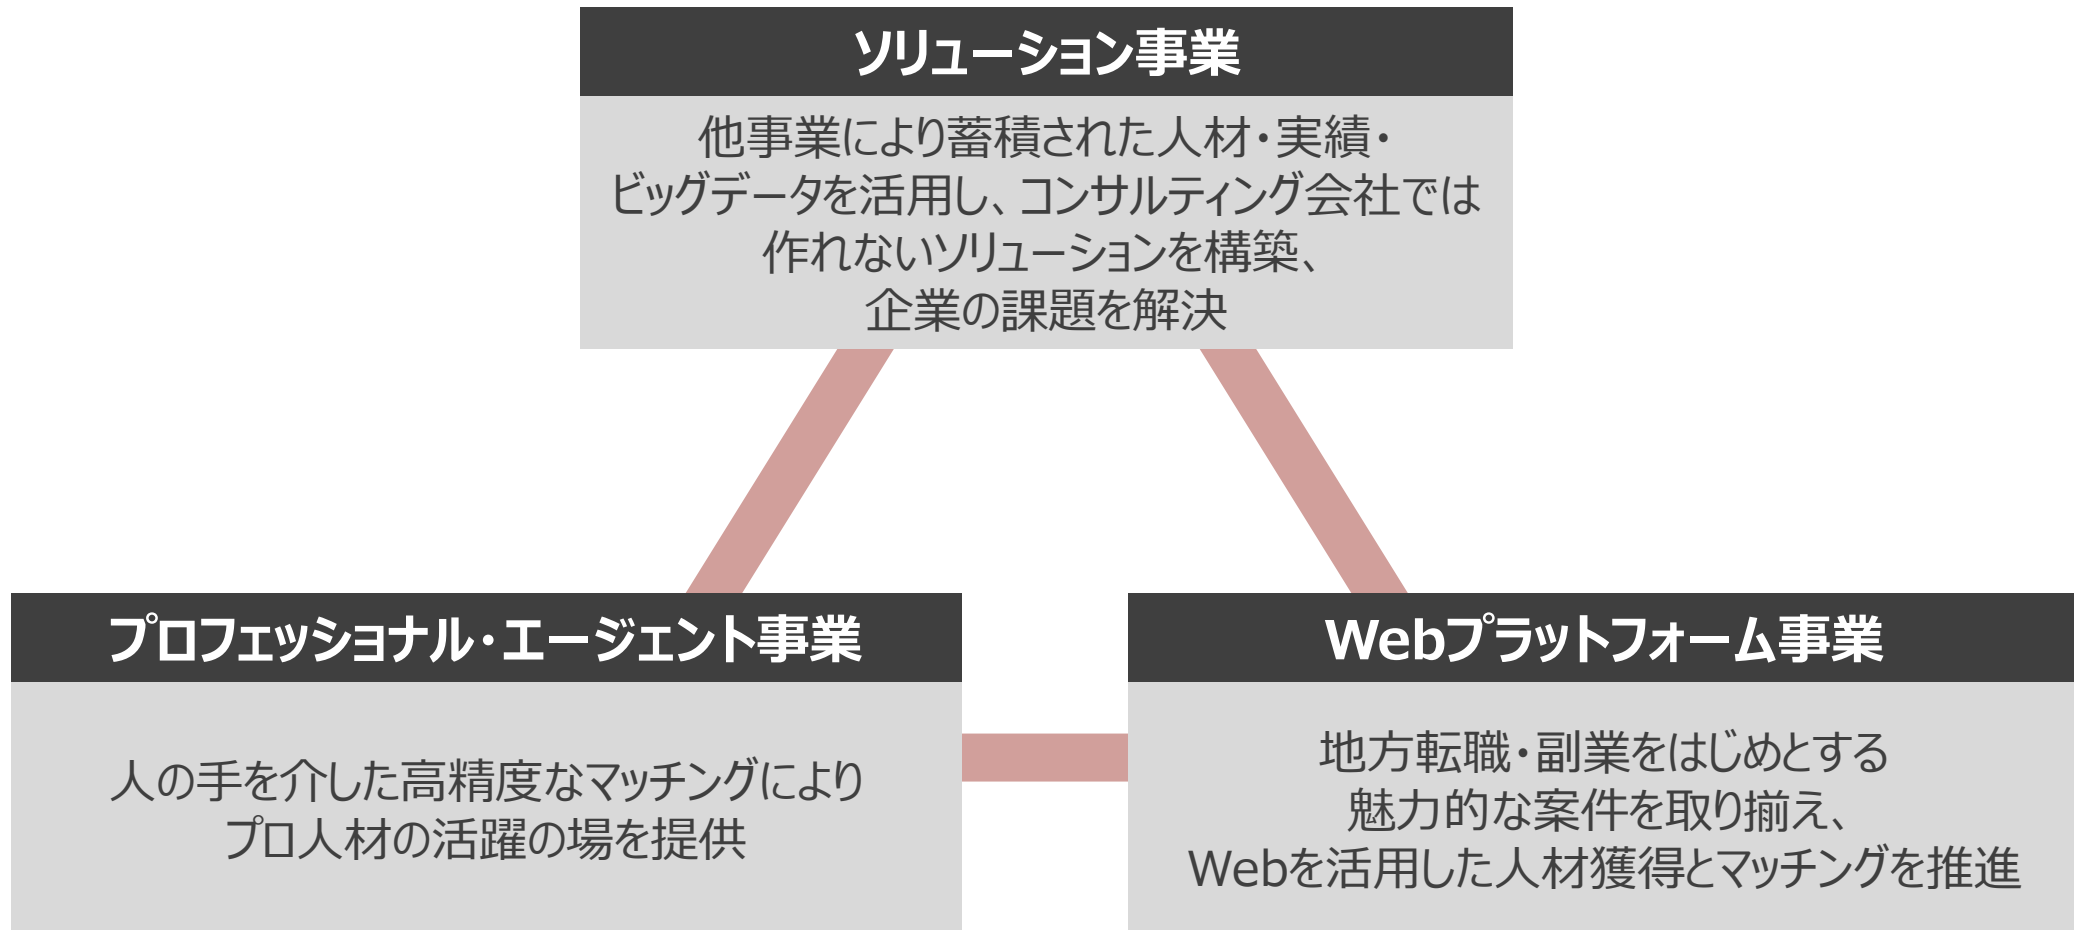 ソリューション事業
他事業により蓄積された人材・実績・
ビッグデータを活用し、コンサルティング会社では
作れないソリューションを構築、
企業の課題を解決
プロフェッショナル・エージェント事業
人の手を介した高精度なマッチングにより
プロ人材の活躍の場を提供
Webプラットフォーム事業
地方転職・副業をはじめとする
魅力的な案件を取り揃え、
Webを活用した人材獲得とマッチングを推進